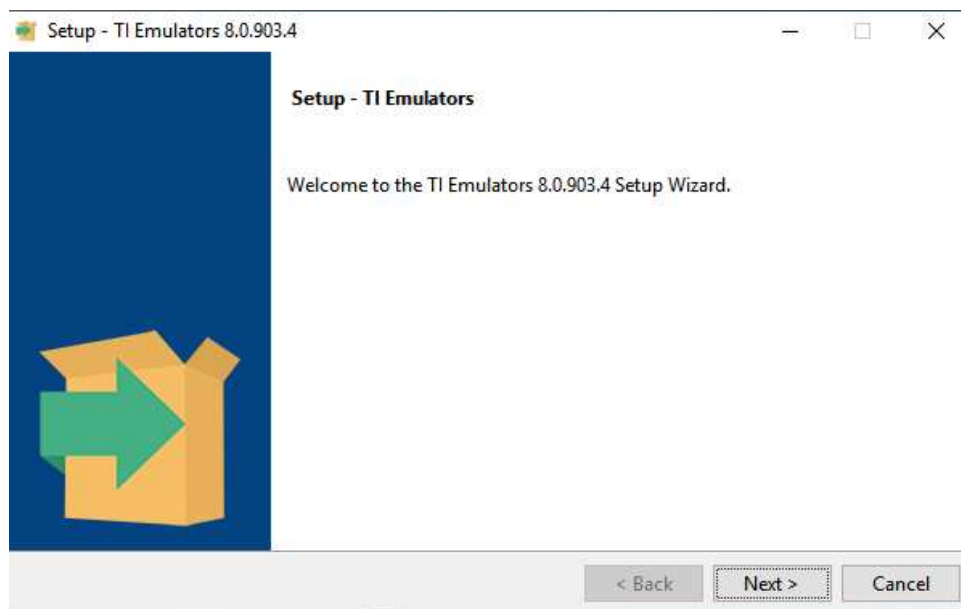 Setup - TI Emulators 8.0.903.4
Setup - TI Emulators
Welcome to the TI Emulators 8.0.903.4 Setup Wizard.
< Back Next > Cancel